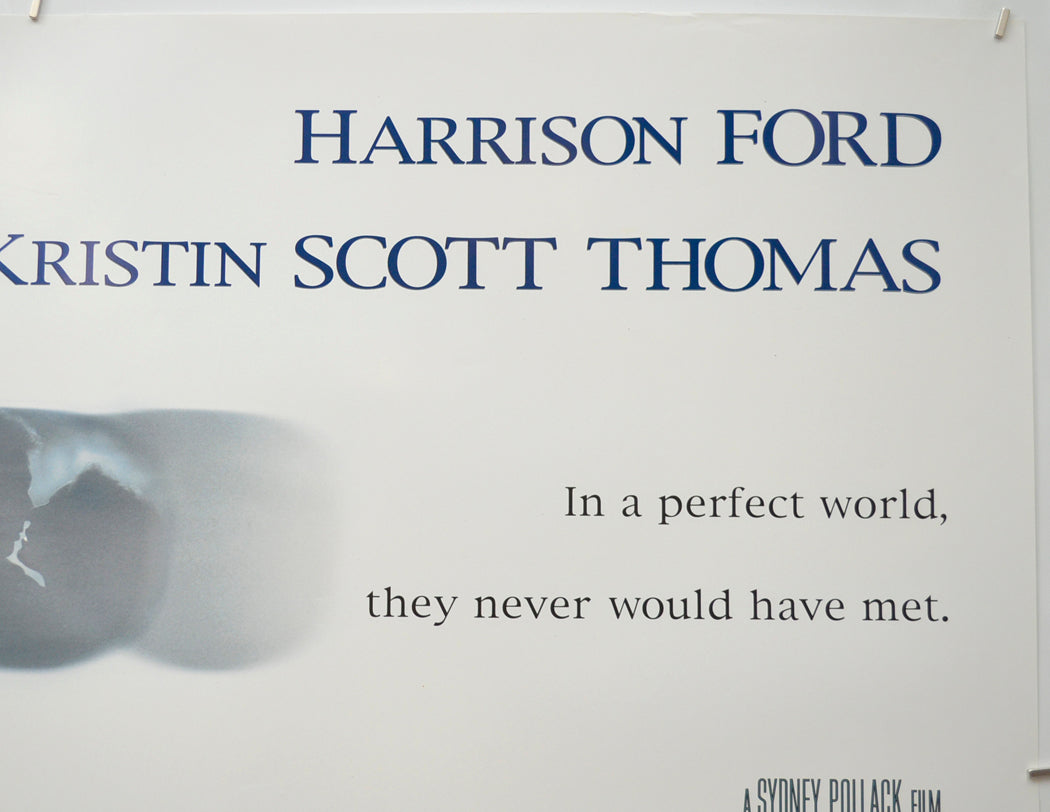 HARRISON FORD
KRISTIN SCOTT THOMAS
In a perfect world,
they never would have met.
A SYDNEY POLLACK FILM